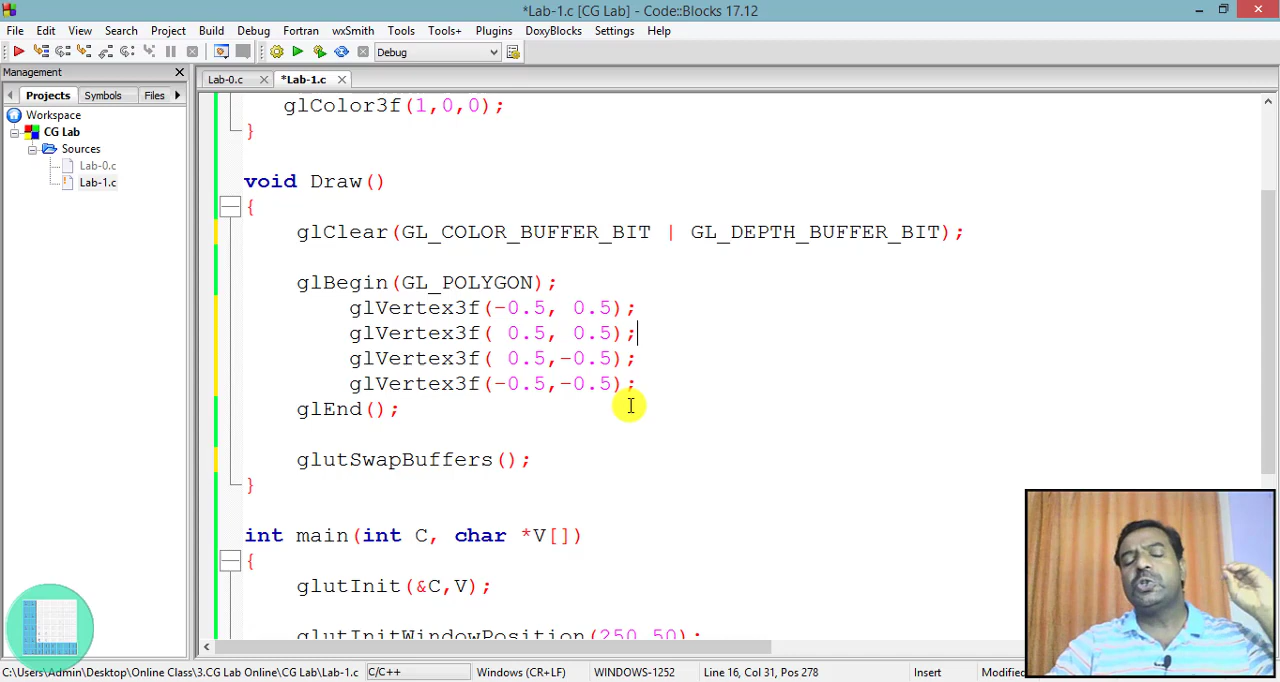 *Lab-1.c [CG Lab] - Code::Blocks 17.12
File Edit View Search Project Build Debug Fortran wxSmith Tools Tools+ Plugins DoxyBlocks Settings Help
Debug
Management
Lab-0.c *Lab-1.c
Projects Symbols Files
Workspace
CG Lab
Sources
Lab-0.c
Lab-1.c
glColor3f(1,0,0);
}
void Draw()
{
glClear(GL_COLOR_BUFFER_BIT | GL_DEPTH_BUFFER_BIT);
glBegin(GL_POLYGON);
glVertex3f(-0.5, 0.5);
glVertex3f( 0.5, 0.5);
glVertex3f( 0.5,-0.5);
glVertex3f(-0.5,-0.5);
glEnd();
glutSwapBuffers();
}
int main(int C, char *V[])
{
glutInit(&C,V);
glutInitWindowPosition(250,50);
C:\Users\Admin\Desktop\Online Class\3.CG Lab Online\CG Lab\Lab-1.c C/C++ Windows (CR+LF) WINDOWS-1252 Line 16, Col 31, Pos 278 Insert Modified